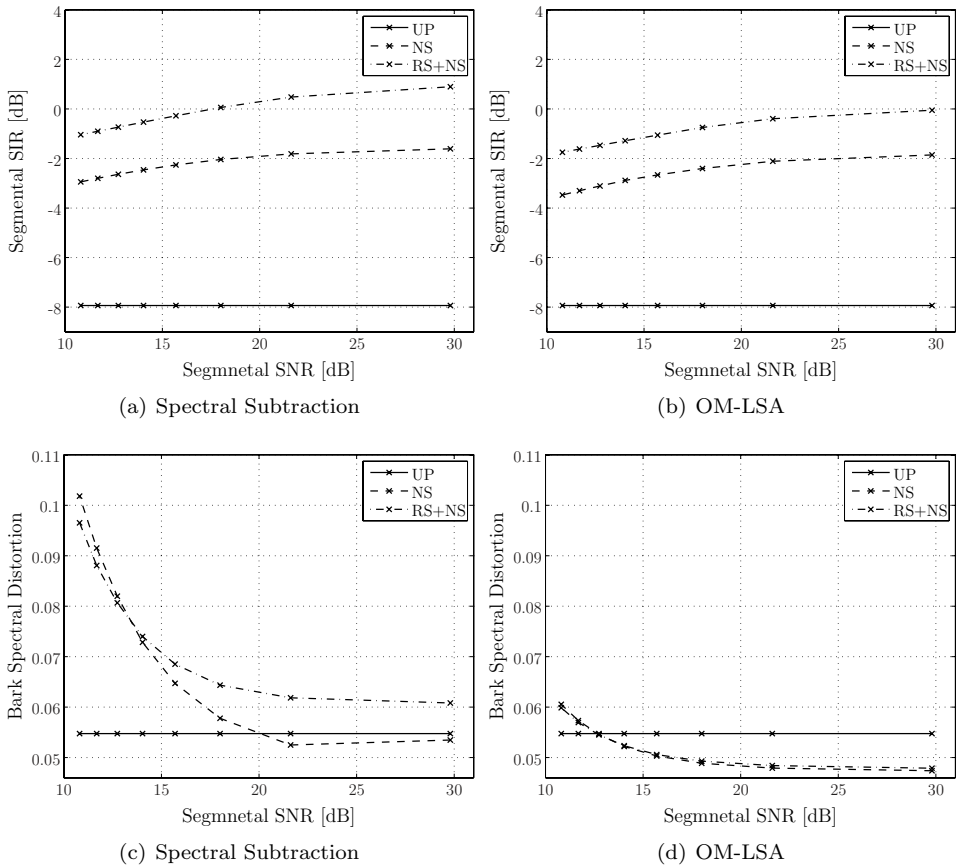 4
2
0
-2
-4
-6
-8
Segmental SIR [dB]
UP
NS
RS+NS
10 15 20 25 30
Segmnetal SNR [dB]
(a) Spectral Subtraction
4
2
0
-2
-4
-6
-8
Segmental SIR [dB]
UP
NS
RS+NS
10 15 20 25 30
Segmnetal SNR [dB]
(b) OM-LSA
0.11
0.1
0.09
0.08
0.07
0.06
0.05
Bark Spectral Distortion
UP
NS
RS+NS
10 15 20 25 30
Segmnetal SNR [dB]
(c) Spectral Subtraction
0.11
0.1
0.09
0.08
0.07
0.06
0.05
Bark Spectral Distortion
UP
NS
RS+NS
10 15 20 25 30
Segmnetal SNR [dB]
(d) OM-LSA